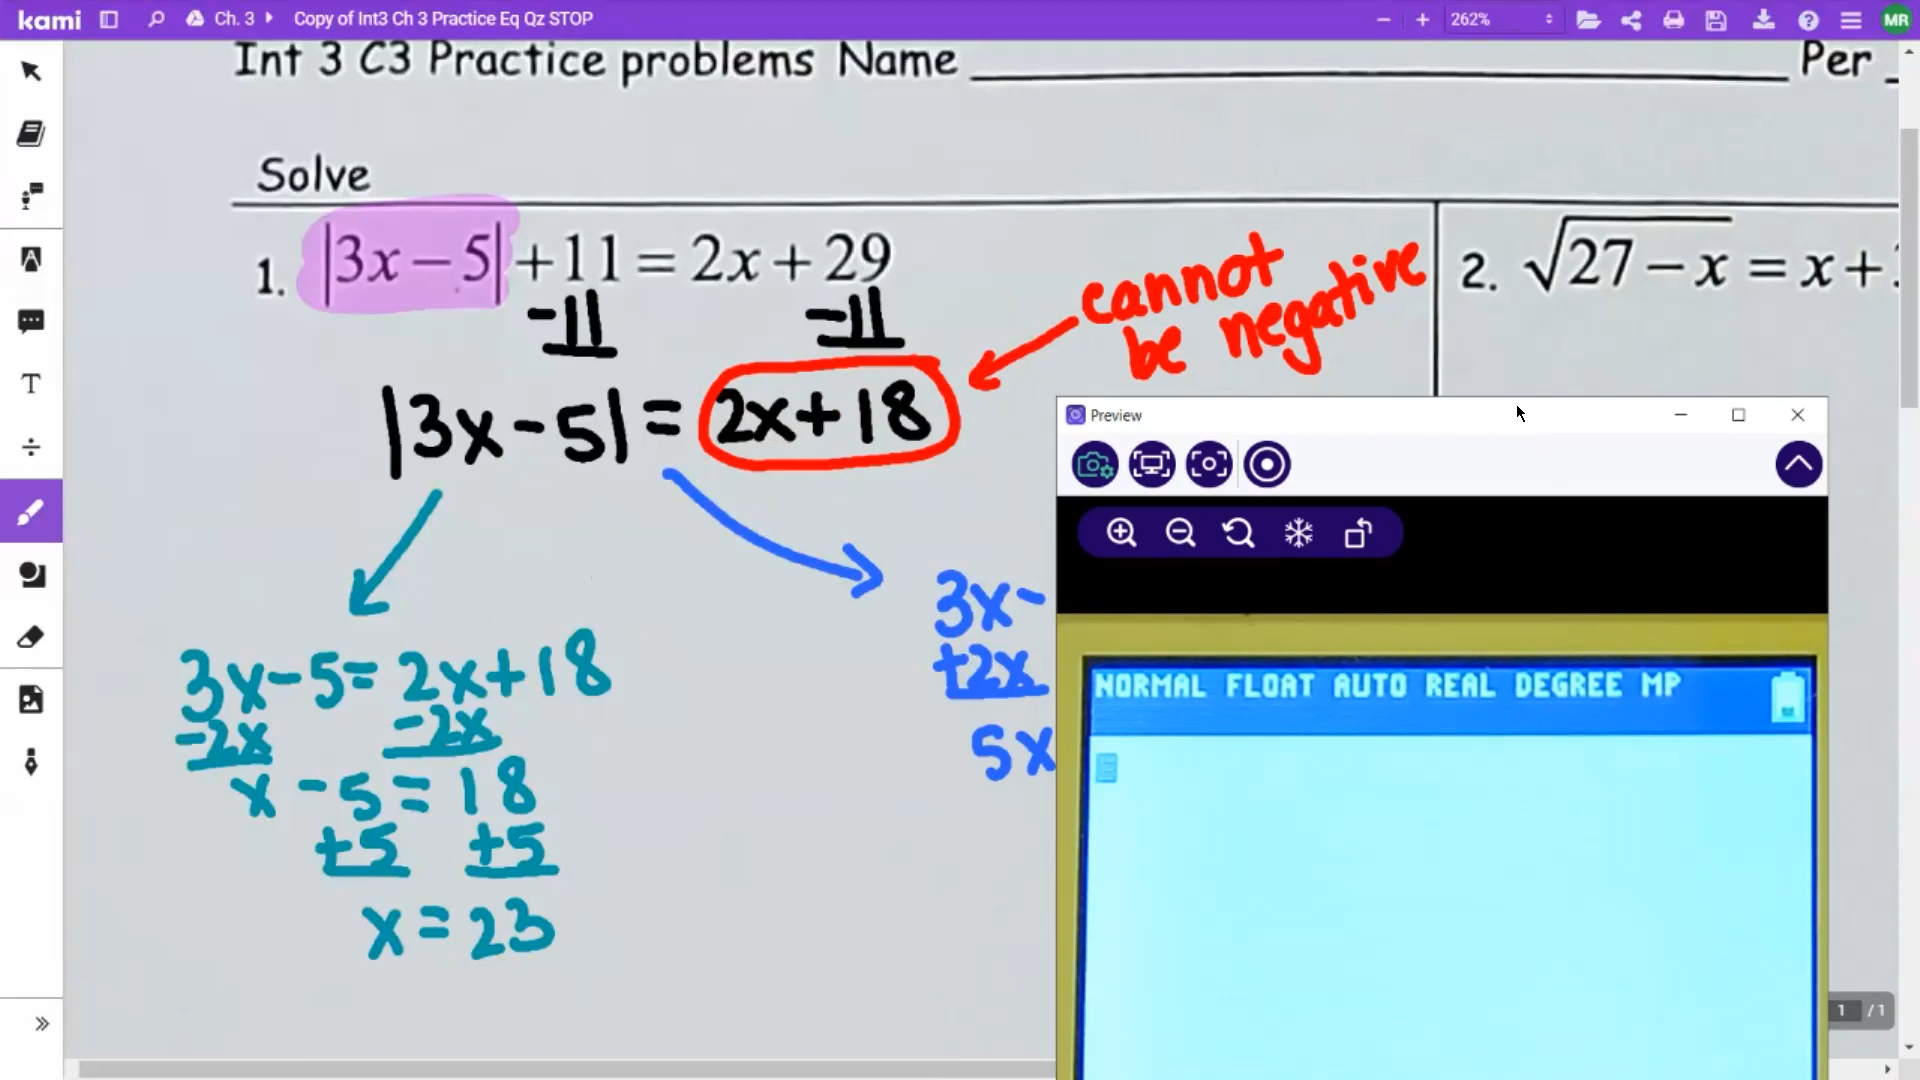 kami Ch. 3 Copy of Int3 Ch 3 Practice Eq Qz STOP 262% MR
Int 3 C3 Practice problems Name Per
Solve
1. |3x-5|+11=2x+29
-11 -11
|3x-5| = 2x+18
cannot
be negative
2. √27-x = x+
3x-5=2x+18
-2x -2x
x -5=18
+5 +5
x=23
3x-
+2x
5x
Preview
NORMAL FLOAT AUTO REAL DEGREE MP
1 /1